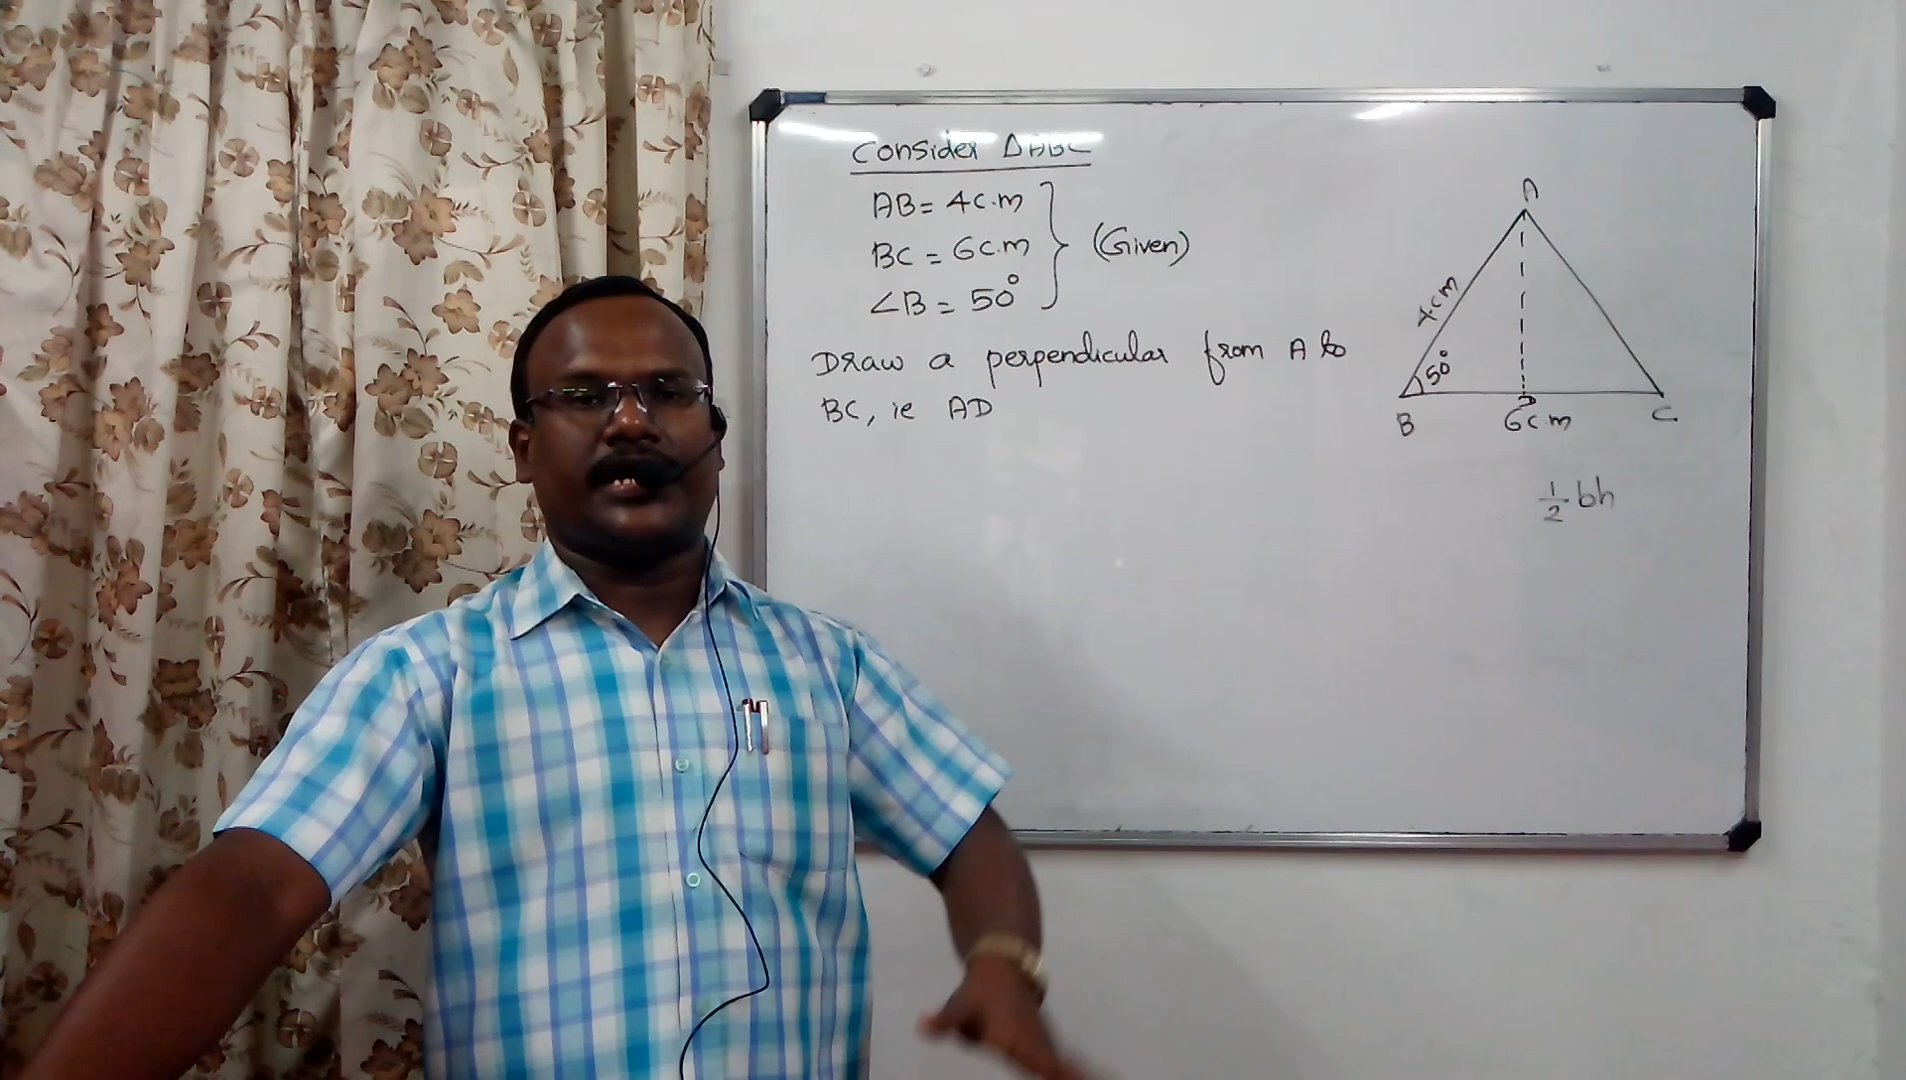 Consider ΔABC
AB = 4c.m
BC = 6c.m
∠B = 50°
(Given)
Draw a perpendicular from A to
BC, ie AD
A
4cm
50°
B
D
C
6c.m
1/2 bh